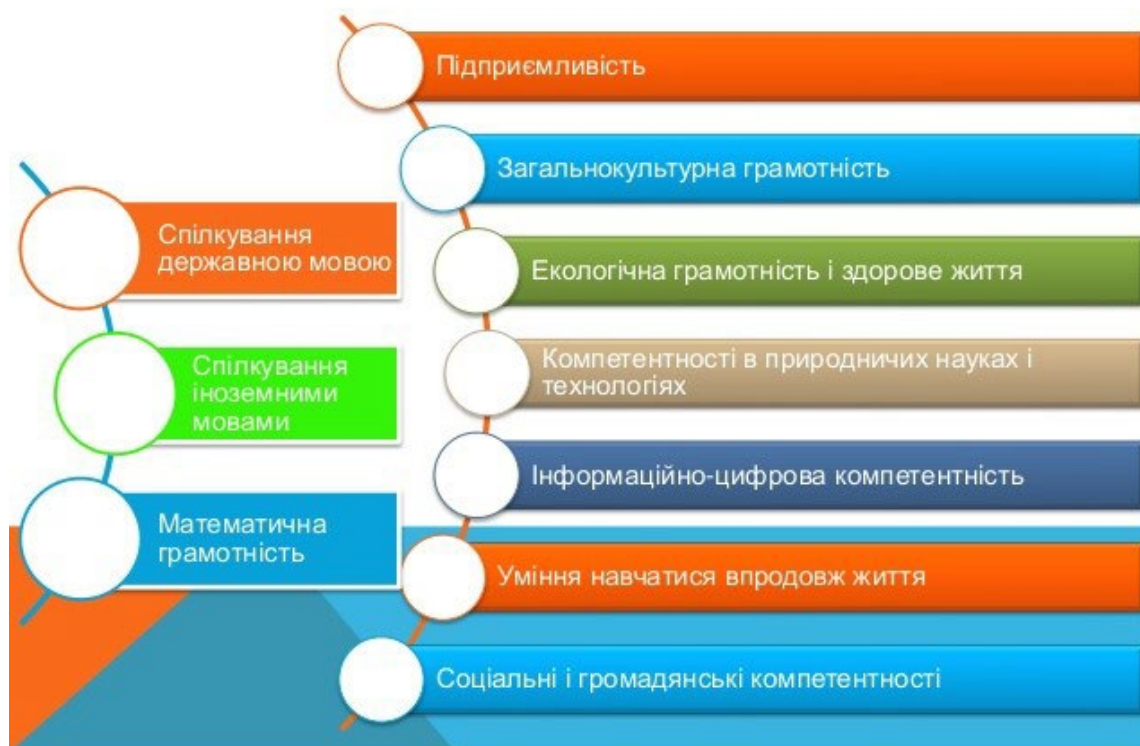 Спілкування
державною мовою
Спілкування
іноземними
мовами
Математична
грамотність
Підприємливість
Загальнокультурна грамотність
Екологічна грамотність і здорове життя
Компетентності в природничих науках і
технологіях
Інформаційно-цифрова компетентність
Уміння навчатися впродовж життя
Соціальні і громадянські компетентності